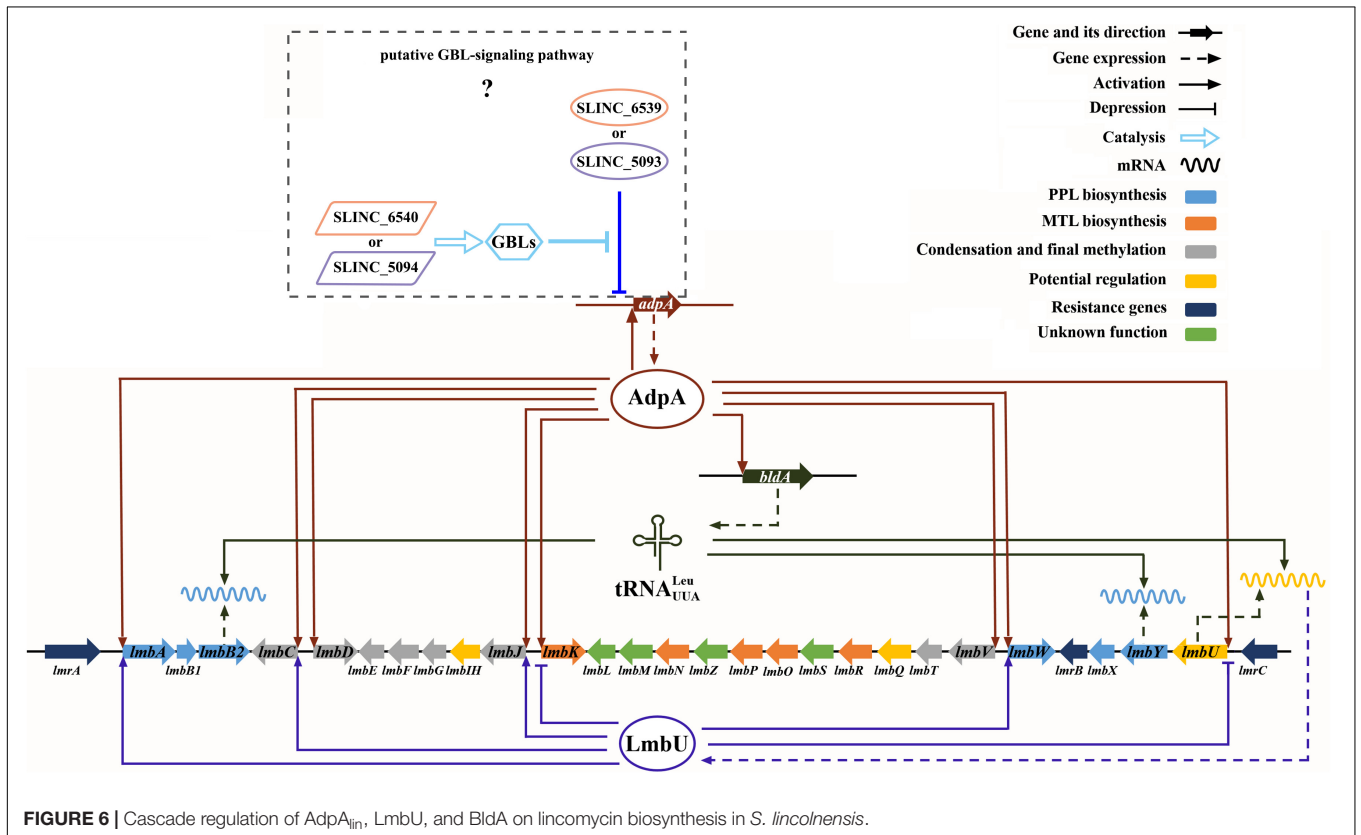 putative GBL-signaling pathway
?
SLINC_6539
or
SLINC_5093
SLINC_6540
or
SLINC_5094
GBLs
Gene and its direction
Gene expression
Activation
Depression
Catalysis
mRNA
PPL biosynthesis
MTL biosynthesis
Condensation and final methylation
Potential regulation
Resistance genes
Unknown function
adpA
AdpA
bldA
tRNA Leu UUA
lmrA
lmbA
lmbB1
lmbB2
lmbC
lmbD
lmbE
lmbF
lmbG
lmbIH
lmbJ
lmbK
lmbL
lmbM
lmbN
lmbZ
lmbP
lmbO
lmbS
lmbR
lmbQ
lmbT
lmbV
lmbW
lmrB
lmbX
lmbY
lmbU
lmrC
LmbU
FIGURE 6 | Cascade regulation of AdpAlin, LmbU, and BldA on lincomycin biosynthesis in S. lincolnensis.